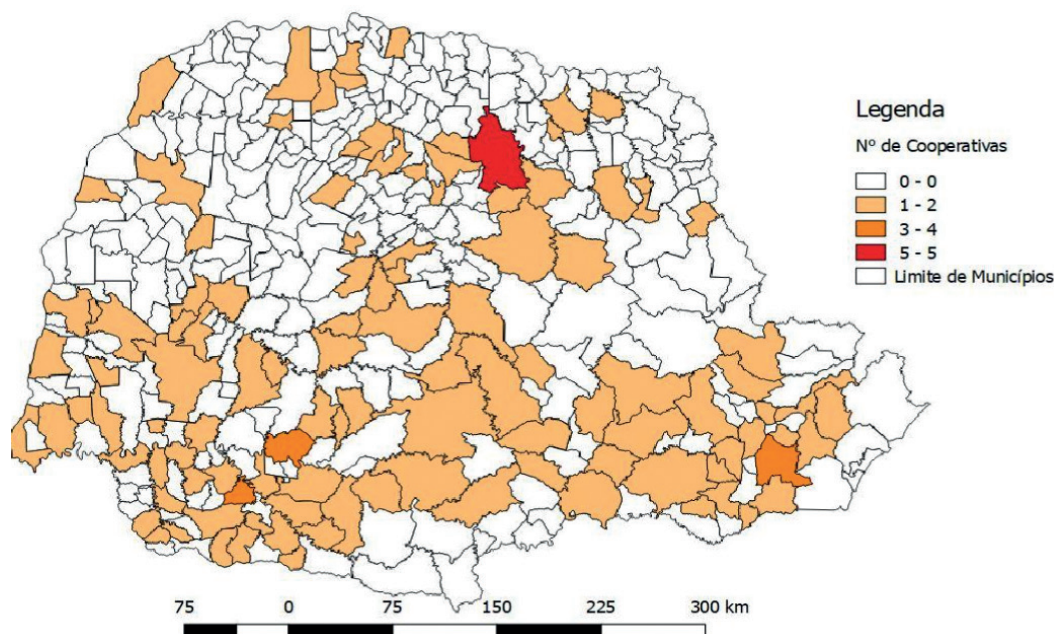 Legenda
Nº de Cooperativas
0 - 0
1 - 2
3 - 4
5 - 5
Limite de Municípios
75 0 75 150 225 300 km